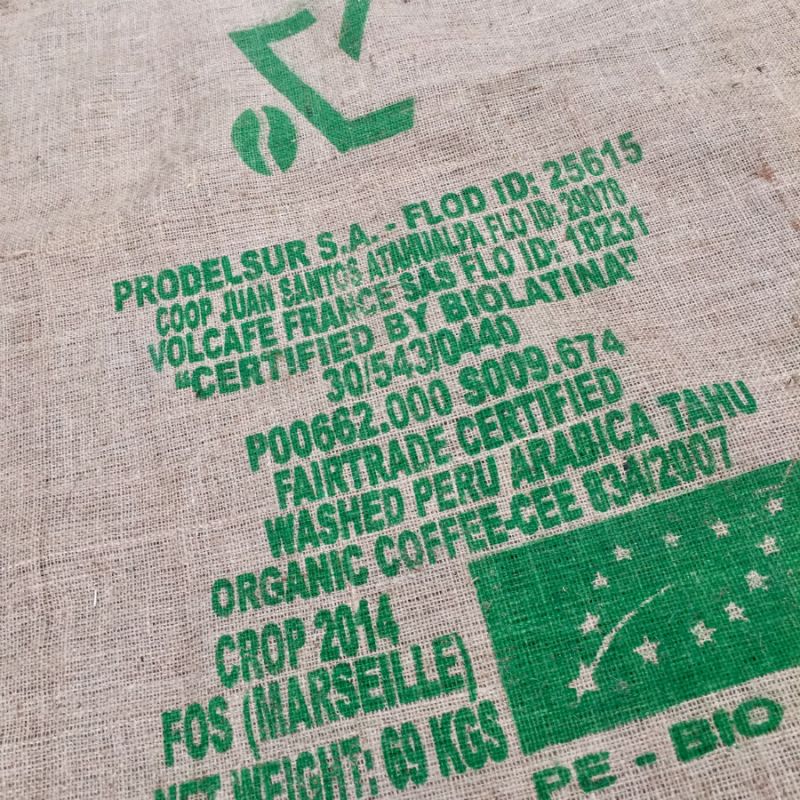 PRODELSUR S.A. - FLOD ID: 25615
COOP JUAN SANTOS ATAHUALPA FLO ID: 29078
VOLCAFE FRANCE SAS FLO ID: 18231
“CERTIFIED BY BIOLATINA”
30/543/0440
P00662.000 S009.674
FAIRTRADE CERTIFIED
WASHED PERU ARABICA TAHU
ORGANIC COFFEE-CEE 834/2007
CROP 2014
FOS (MARSEILLE)
NET WEIGHT: 69 KGS
PE - BIO